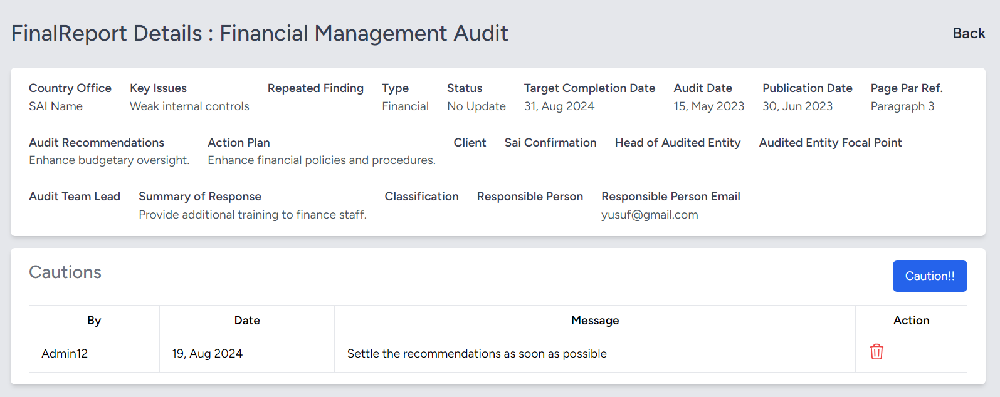 FinalReport Details : Financial Management Audit
Back
Country Office Key Issues Repeated Finding Type Status Target Completion Date Audit Date Publication Date Page Par Ref.
SAI Name Weak internal controls Financial No Update 31, Aug 2024 15, May 2023 30, Jun 2023 Paragraph 3
Audit Recommendations Action Plan Client Sai Confirmation Head of Audited Entity Audited Entity Focal Point
Enhance budgetary oversight. Enhance financial policies and procedures.
Audit Team Lead Summary of Response Classification Responsible Person Responsible Person Email
Provide additional training to finance staff. yusuf@gmail.com
Cautions
Caution!!
By Date Message Action
Admin12 19, Aug 2024 Settle the recommendations as soon as possible